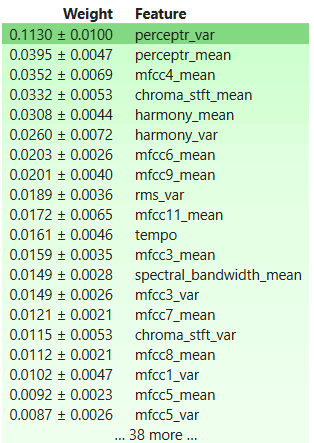 Weight Feature
0.1130 ± 0.0100 perceptr_var
0.0395 ± 0.0047 perceptr_mean
0.0352 ± 0.0069 mfcc4_mean
0.0332 ± 0.0053 chroma_stft_mean
0.0308 ± 0.0044 harmony_mean
0.0260 ± 0.0072 harmony_var
0.0203 ± 0.0026 mfcc6_mean
0.0201 ± 0.0040 mfcc9_mean
0.0189 ± 0.0036 rms_var
0.0172 ± 0.0065 mfcc11_mean
0.0161 ± 0.0046 tempo
0.0159 ± 0.0035 mfcc3_mean
0.0149 ± 0.0028 spectral_bandwidth_mean
0.0149 ± 0.0026 mfcc3_var
0.0121 ± 0.0021 mfcc7_mean
0.0115 ± 0.0053 chroma_stft_var
0.0112 ± 0.0021 mfcc8_mean
0.0102 ± 0.0047 mfcc1_var
0.0092 ± 0.0023 mfcc5_mean
0.0087 ± 0.0026 mfcc5_var
... 38 more ...